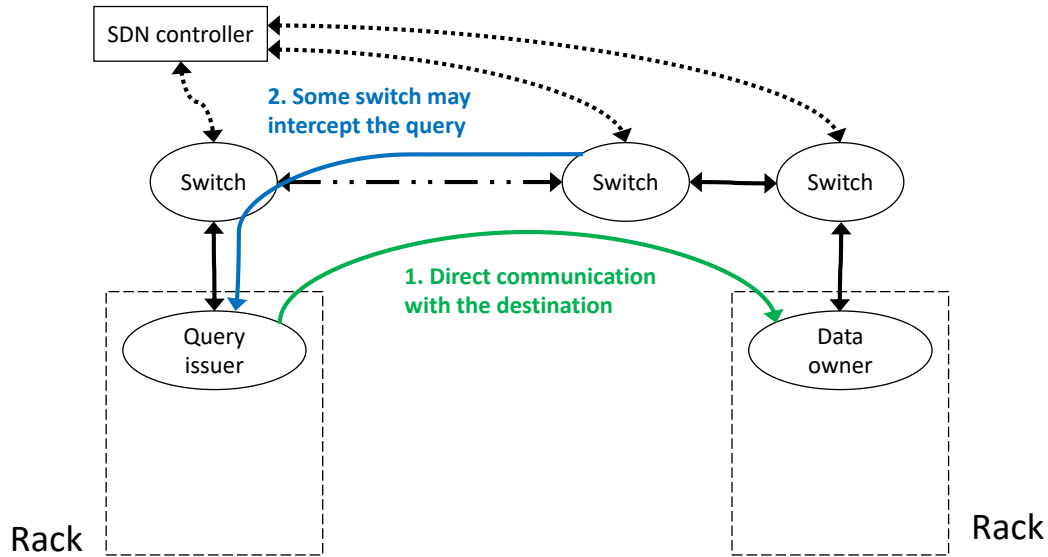 SDN controller
2. Some switch may
intercept the query
Switch
Switch
Switch
1. Direct communication
with the destination
Query
issuer
Data
owner
Rack
Rack